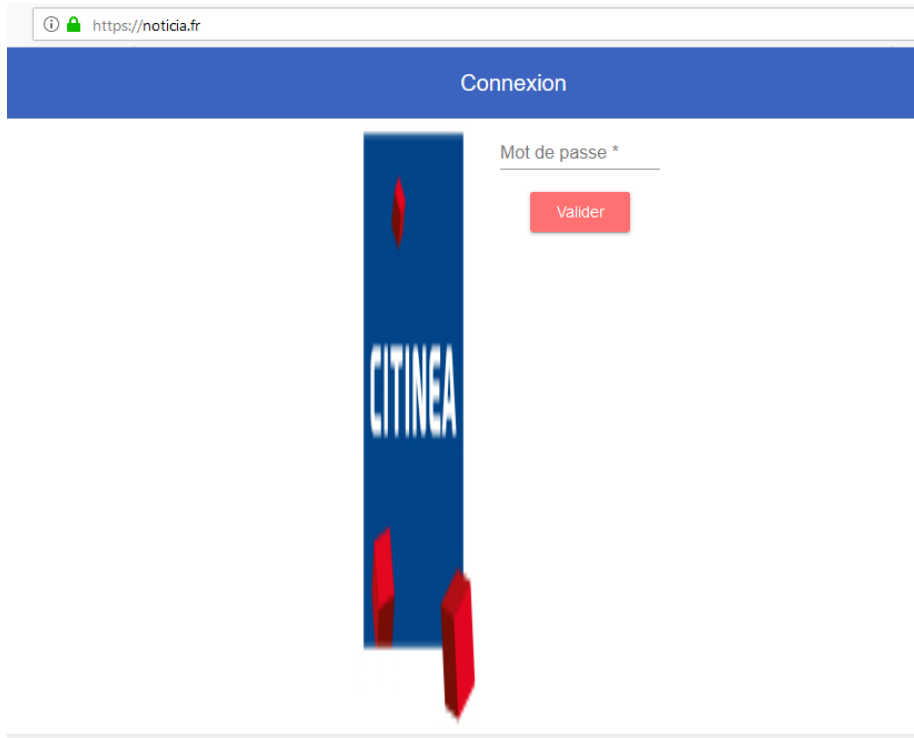 https://noticia.fr
Connexion
Mot de passe *
Valider
CITINEA